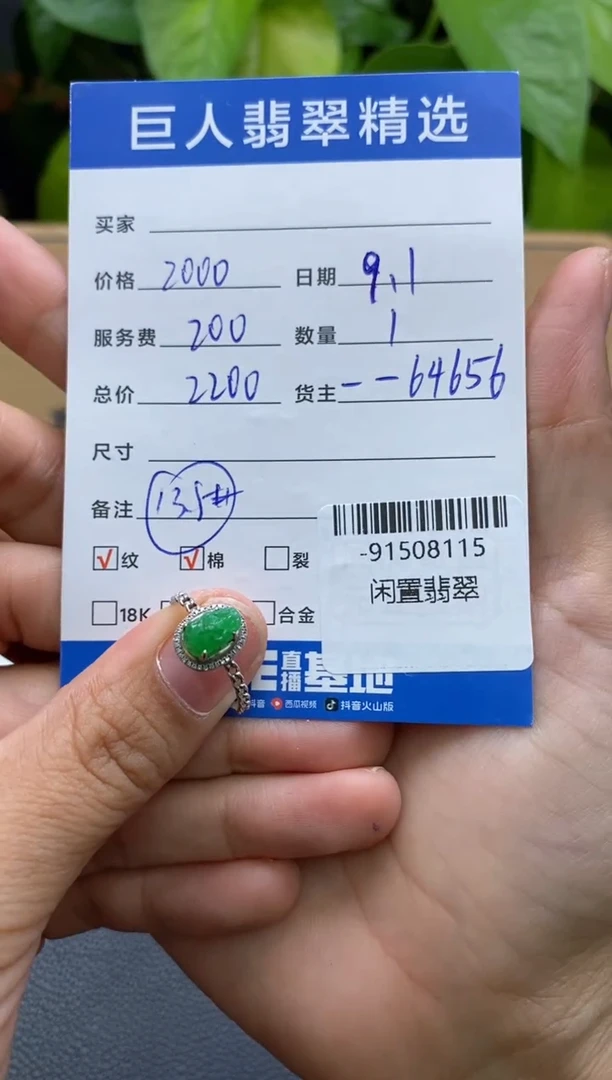 巨人翡翠精选
买家
价格 2000 日期 9.1
服务费 200 数量 1
总价 2200 货主 --64656
尺寸
备注 13.5#
√纹 √棉 裂
18K 合金
-91508115
闲置翡翠
直播基地
抖音 西瓜视频 抖音火山版